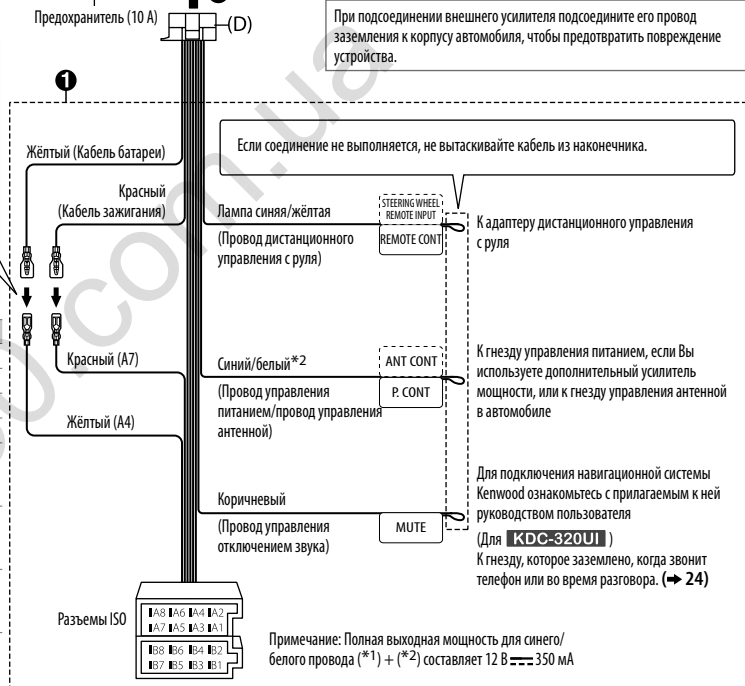 Предохранитель (10 A)
(D)
При подсоединении внешнего усилителя подсоедините его провод
заземления к корпусу автомобиля, чтобы предотвратить повреждение
устройства.
1
Если соединение не выполняется, не вытаскивайте кабель из наконечника.
Жёлтый (Кабель батареи)
Красный
(Кабель зажигания)
Лампа синяя/жёлтая
(Провод дистанционного
управления с руля)
STEERING WHEEL
REMOTE INPUT
REMOTE CONT
К адаптеру дистанционного управления
с руля
Красный (A7)
Жёлтый (A4)
Синий/белый*2
(Провод управления
питанием/провод управления
антенной)
ANT CONT
P. CONT
К гнезду управления питанием, если Вы
используете дополнительный усилитель
мощности, или к гнезду управления антенной
в автомобиле
Коричневый
(Провод управления
отключением звука)
MUTE
Для подключения навигационной системы
Kenwood ознакомьтесь с прилагаемым к ней
руководством пользователя
(Для KDC-320UI )
К гнезду, которое заземлено, когда звонит
телефон или во время разговора. (➡ 24)
Разъемы ISO
A8 A6 A4 A2
A7 A5 A3 A1
B8 B6 B4 B2
B7 B5 B3 B1
Примечание: Полная выходная мощность для синего/
белого провода (*1) + (*2) составляет 12 В ⎓ 350 мА
.com.ua